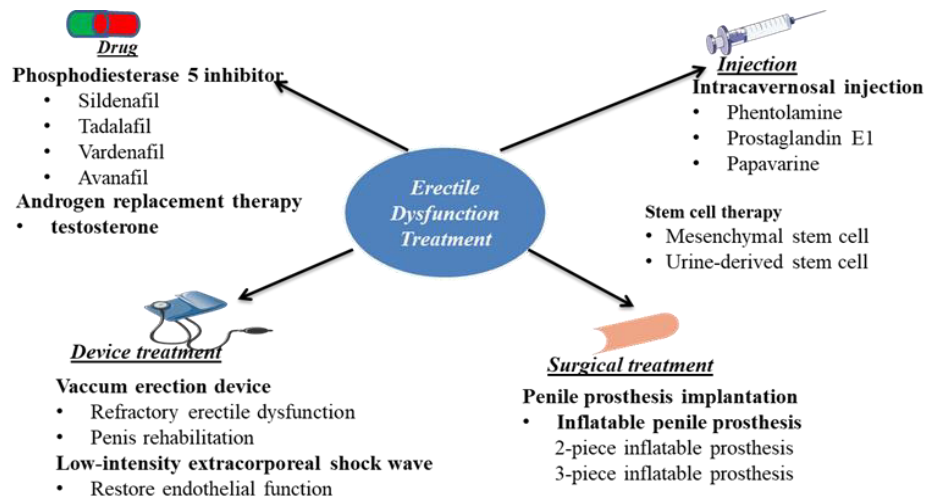 Drug
Phosphodiesterase 5 inhibitor
• Sildenafil
• Tadalafil
• Vardenafil
• Avanafil
Androgen replacement therapy
• testosterone
Injection
Intracavernosal injection
• Phentolamine
• Prostaglandin E1
• Papavarine
Stem cell therapy
• Mesenchymal stem cell
• Urine-derived stem cell
Erectile
Dysfunction
Treatment
Device treatment
Vaccum erection device
• Refractory erectile dysfunction
• Penis rehabilitation
Low-intensity extracorporeal shock wave
• Restore endothelial function
Surgical treatment
Penile prosthesis implantation
• Inflatable penile prosthesis
2-piece inflatable prosthesis
3-piece inflatable prosthesis